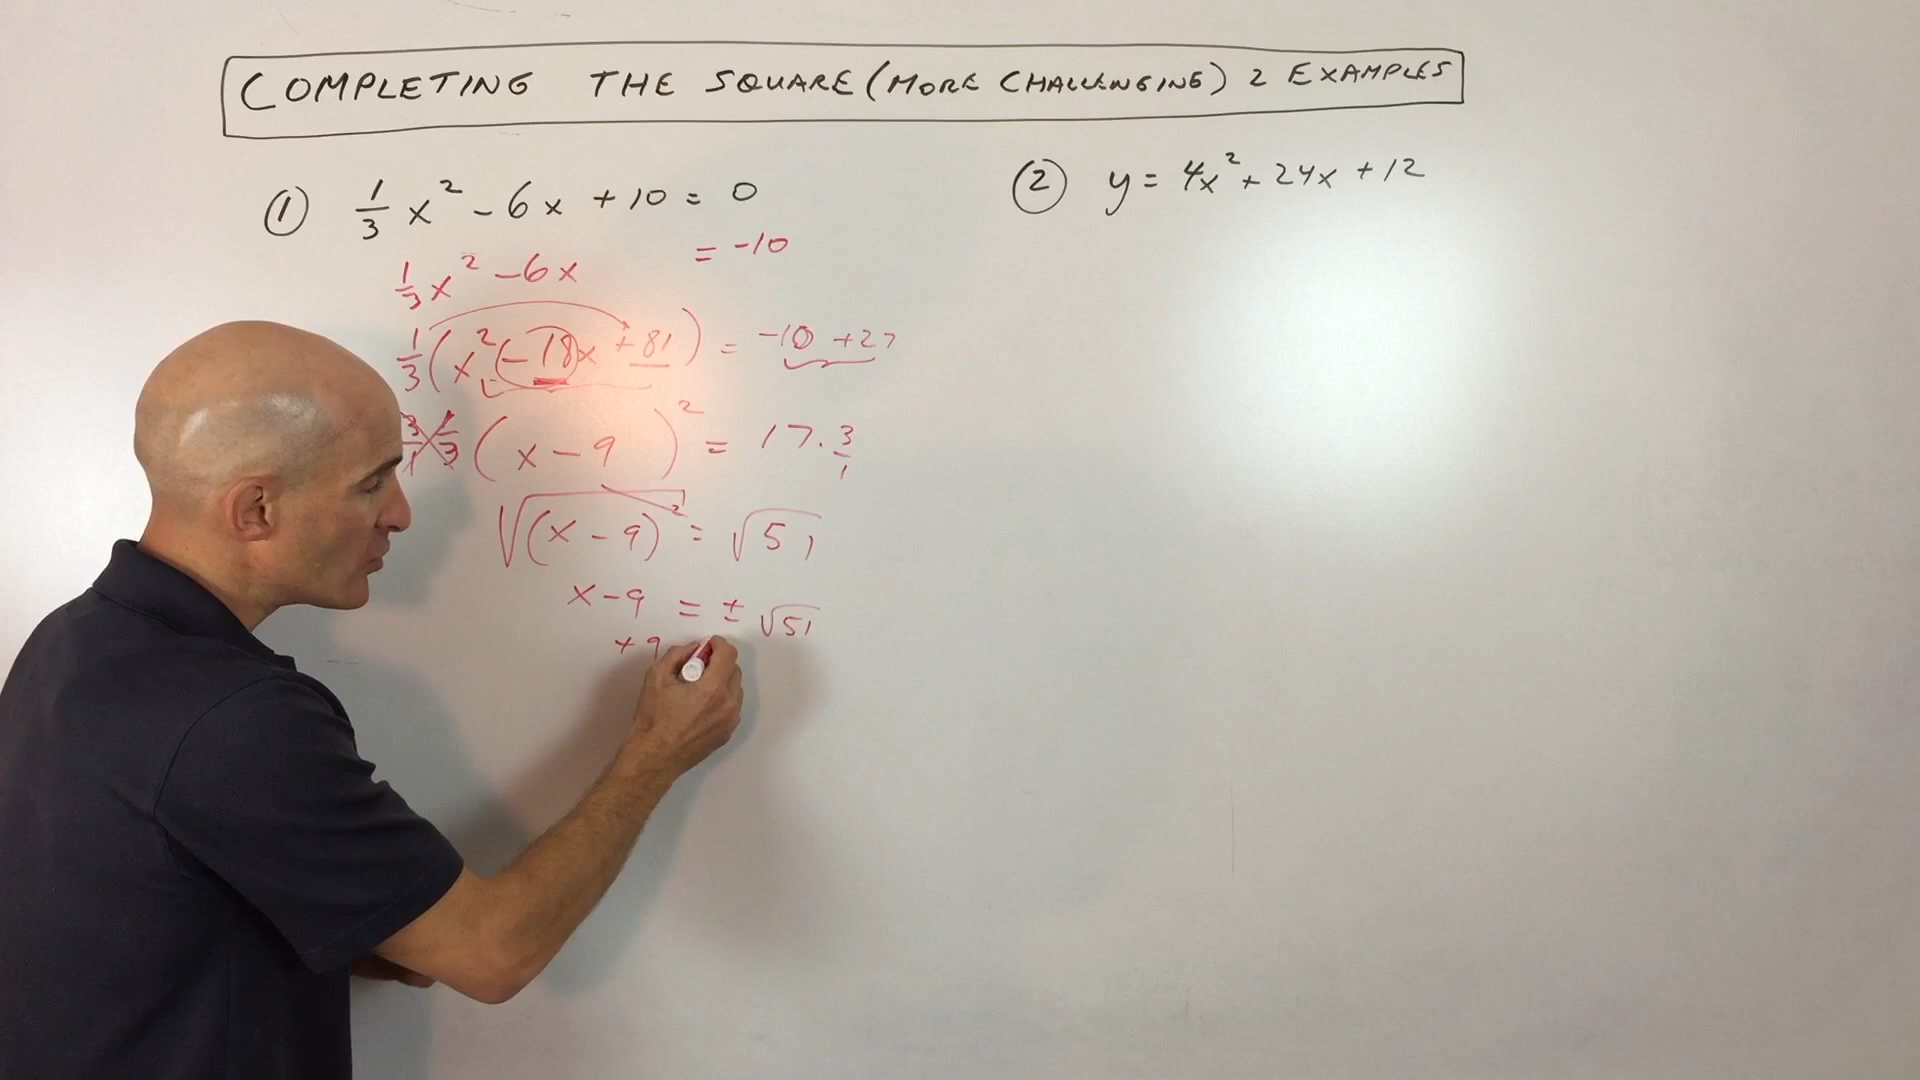 COMPLETING THE SQUARE (MORE CHALLENGING) 2 EXAMPLES
① 1/3 x² - 6x + 10 = 0
1/3 x² - 6x = -10
1/3 (x² - 18x + 81) = -10 + 27
3/1 1/3 (x - 9)² = 17 · 3/1
√(x - 9)² = √51
x - 9 = ± √51
+ 9
② y = 4x² + 24x + 12